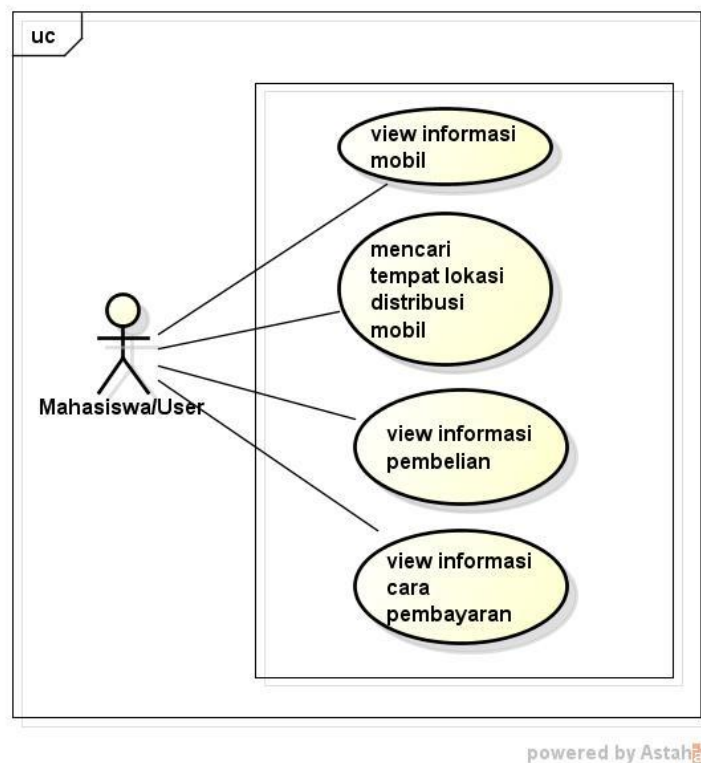 uc
view informasi
mobil
mencari
tempat lokasi
distribusi
mobil
Mahasiswa/User
view informasi
pembelian
view informasi
cara
pembayaran
powered by Astah